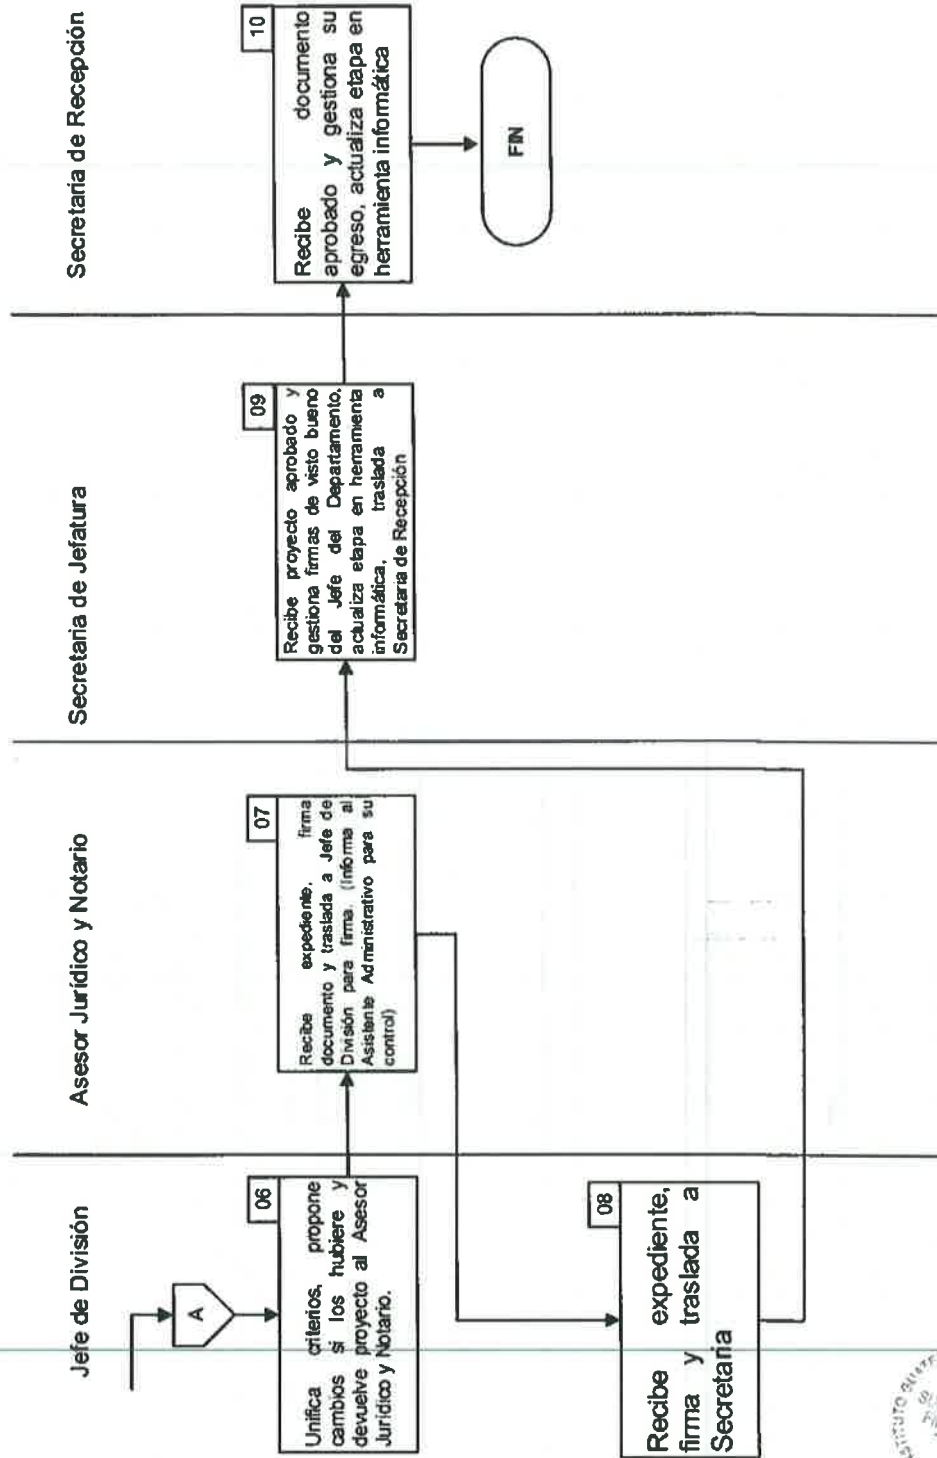 Jefe de División
Asesor Jurídico y Notario
Secretaria de Jefatura
Secretaria de Recepción
A
06
Unifica criterios, propone
cambios si los hubiere y
devuelve proyecto al Asesor
Jurídico y Notario.
07
Recibe expediente, firma
documento y traslada a Jefe de
División para firma. (Informa al
Asistente Administrativo para su
control)
08
Recibe expediente,
firma y traslada a
Secretaria
09
Recibe proyecto aprobado y
gestiona firmas de visto bueno
del Jefe del Departamento,
actualiza etapa en herramienta
informática, traslada a
Secretaria de Recepción
10
Recibe documento
aprobado y gestiona su
egreso, actualiza etapa en
herramienta informática
FIN